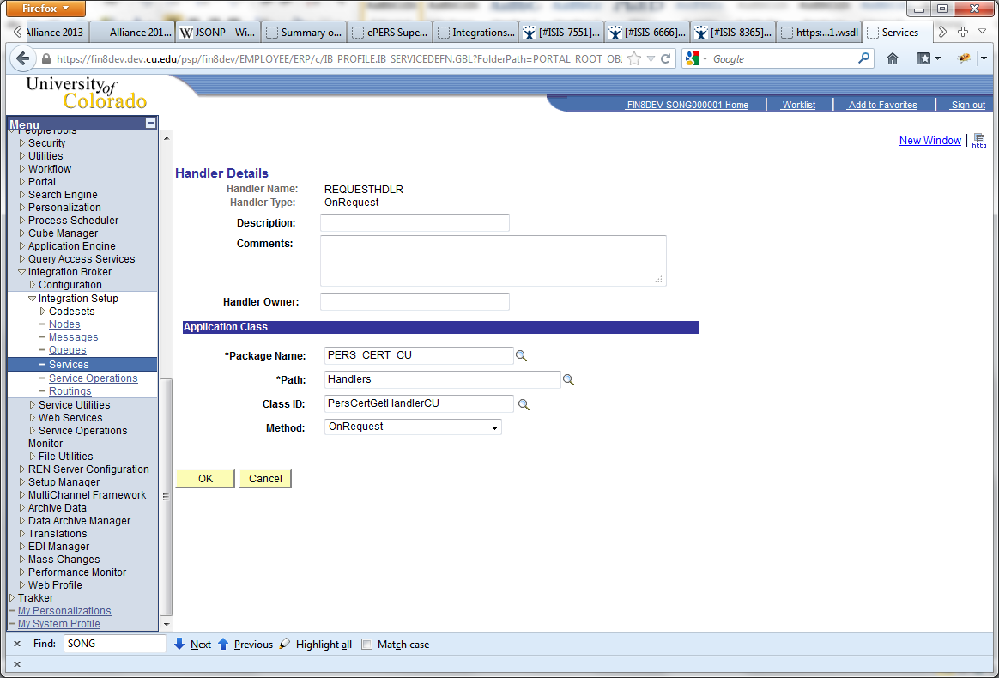 Firefox
Alliance 2013
Alliance 201...
W JSONP - Wi...
Summary o...
ePERS Supe...
Integrations...
[#ISIS-7551]...
[#ISIS-6666]...
[#ISIS-8365]...
https:...1.wsdl
Services
https://fin8dev.dev.cu.edu/psp/fin8dev/EMPLOYEE/ERP/c/IB_PROFILE.IB_SERVICEDEFN.GBL?FolderPath=PORTAL_ROOT_OB.
Google
University of
Colorado
FIN8DEV SONG000001 Home
Worklist
Add to Favorites
Sign out
Menu
PeopleTools
Security
Utilities
Workflow
Portal
Search Engine
Personalization
Process Scheduler
Cube Manager
Application Engine
Query Access Services
Integration Broker
Configuration
Integration Setup
Codesets
Nodes
Messages
Queues
Services
Service Operations
Routings
Service Utilities
Web Services
Service Operations
Monitor
File Utilities
REN Server Configuration
Setup Manager
MultiChannel Framework
Archive Data
Data Archive Manager
Translations
EDI Manager
Mass Changes
Performance Monitor
Web Profile
Trakker
My Personalizations
My System Profile
New Window
http
Handler Details
Handler Name: REQUESTHDLR
Handler Type: OnRequest
Description:
Comments:
Handler Owner:
Application Class
*Package Name: PERS_CERT_CU
*Path: Handlers
Class ID: PersCertGetHandlerCU
Method: OnRequest
OK
Cancel
× Find: SONG Next Previous Highlight all Match case
×